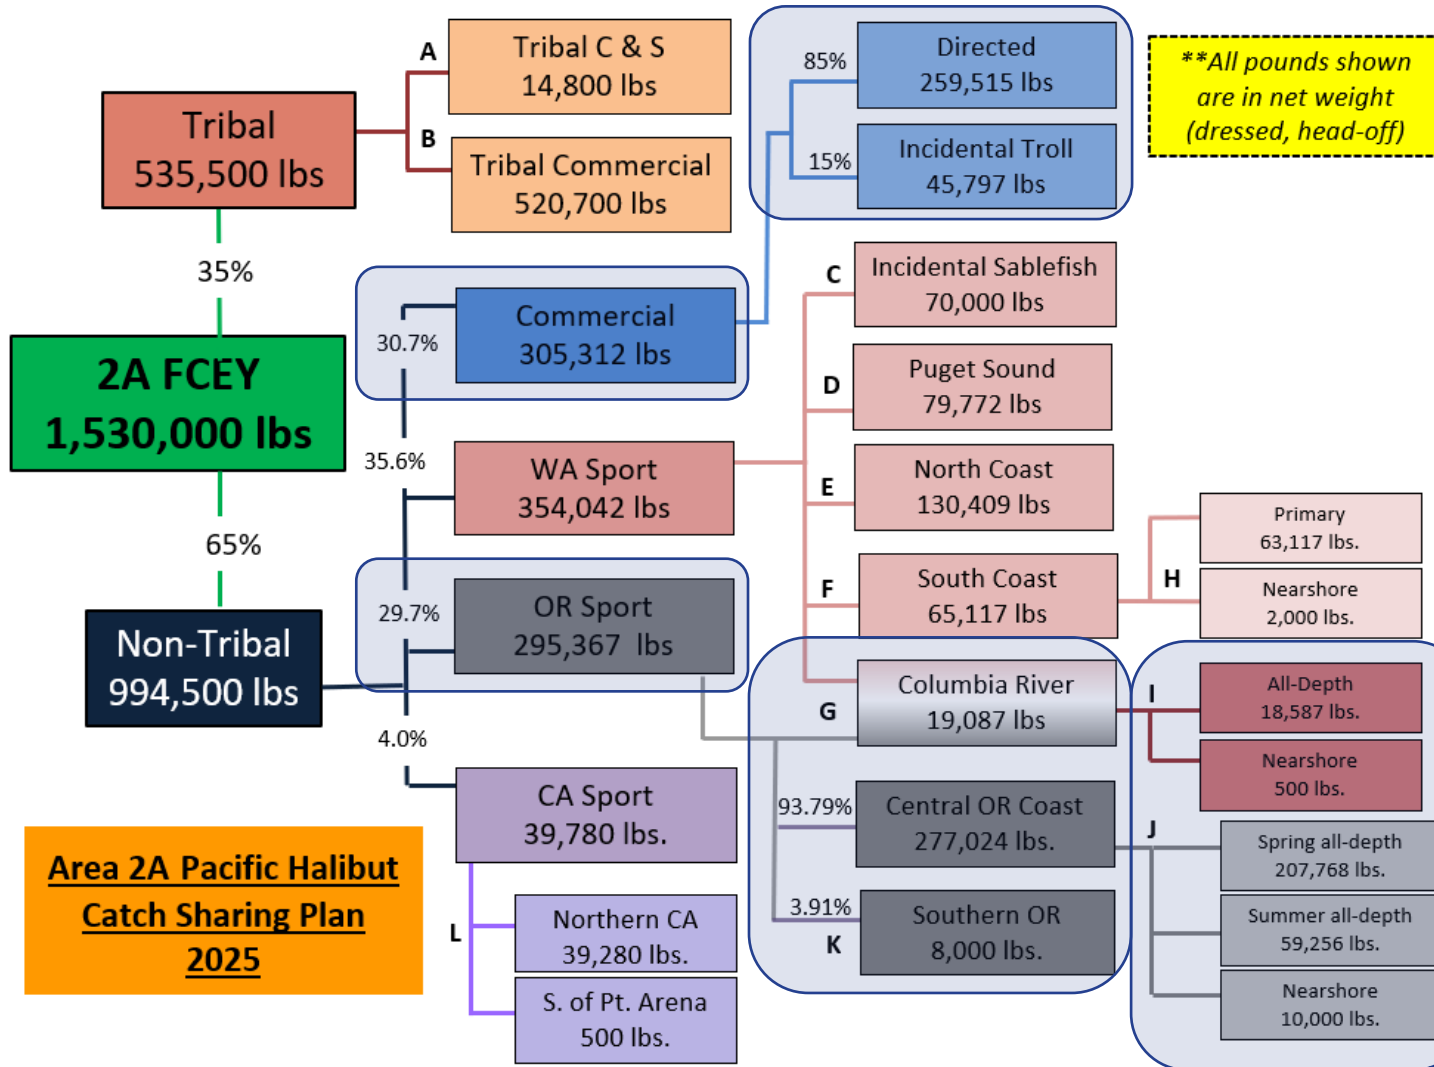 A
Tribal C & S
14,800 lbs
Tribal
535,500 lbs
B
Tribal Commercial
520,700 lbs
85%
Directed
259,515 lbs
15%
Incidental Troll
45,797 lbs
**All pounds shown
are in net weight
(dressed, head-off)
35%
2A FCEY
1,530,000 lbs
65%
Non-Tribal
994,500 lbs
30.7%
Commercial
305,312 lbs
35.6%
WA Sport
354,042 lbs
29.7%
OR Sport
295,367 lbs
4.0%
CA Sport
39,780 lbs.
C
Incidental Sablefish
70,000 lbs
D
Puget Sound
79,772 lbs
E
North Coast
130,409 lbs
F
South Coast
65,117 lbs
H
Primary
63,117 lbs.
Nearshore
2,000 lbs.
G
Columbia River
19,087 lbs
I
All-Depth
18,587 lbs.
Nearshore
500 lbs.
93.79%
Central OR Coast
277,024 lbs.
J
Spring all-depth
207,768 lbs.
Summer all-depth
59,256 lbs.
Nearshore
10,000 lbs.
3.91%
K
Southern OR
8,000 lbs.
L
Northern CA
39,280 lbs.
S. of Pt. Arena
500 lbs.
Area 2A Pacific Halibut
Catch Sharing Plan
2025